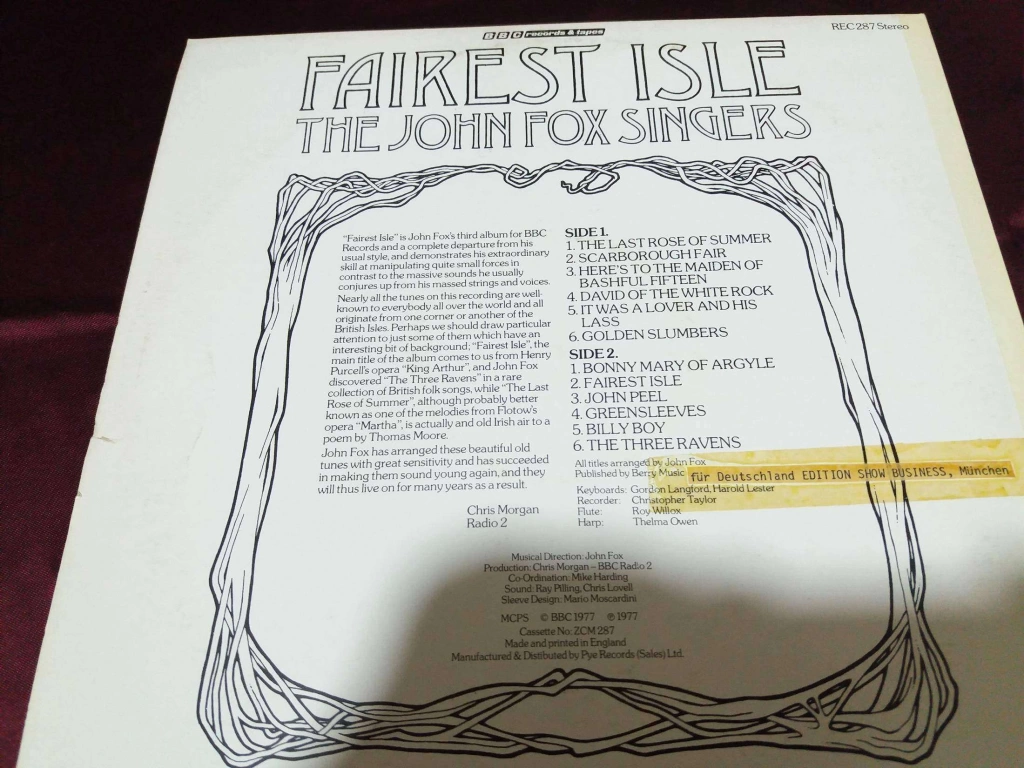 BBC records & tapes
REC 287 Stereo
FAIREST ISLE
THE JOHN FOX SINGERS
"Fairest Isle" is John Fox's third album for BBC
Records and a complete departure from his
usual style, and demonstrates his extraordinary
skill at manipulating quite small forces in
contrast to the massive sounds he usually
conjures up from his massed strings and voices.
Nearly all the tunes on this recording are well-
known to everybody all over the world and all
originate from one corner or another of the
British Isles. Perhaps we should draw particular
attention to just some of them which have an
interesting bit of background; "Fairest Isle", the
main title of the album comes to us from Henry
Purcell's opera "King Arthur", and John Fox
discovered "The Three Ravens" in a rare
collection of British folk songs, while "The Last
Rose of Summer", although probably better
known as one of the melodies from Flotow's
opera "Martha", is actually and old Irish air to a
poem by Thomas Moore.
John Fox has arranged these beautiful old
tunes with great sensitivity and has succeeded
in making them sound young again, and they
will thus live on for many years as a result.
Chris Morgan
Radio 2
SIDE 1.
1. THE LAST ROSE OF SUMMER
2. SCARBOROUGH FAIR
3. HERE'S TO THE MAIDEN OF
BASHFUL FIFTEEN
4. DAVID OF THE WHITE ROCK
5. IT WAS A LOVER AND HIS
LASS
6. GOLDEN SLUMBERS
SIDE 2.
1. BONNY MARY OF ARGYLE
2. FAIREST ISLE
3. JOHN PEEL
4. GREENSLEEVES
5. BILLY BOY
6. THE THREE RAVENS
All titles arranged by John Fox
Published by Berry Music
für Deutschland EDITION SHOW BUSINESS, München
Keyboards: Gordon Langford, Harold Lester
Recorder: Christopher Taylor
Flute: Roy Willox
Harp: Thelma Owen
Musical Direction: John Fox
Production: Chris Morgan – BBC Radio 2
Co-Ordination: Mike Harding
Sound: Ray Pilling, Chris Lovell
Sleeve Design: Mario Moscardini
MCPS © BBC 1977 ℗ 1977
Cassette No: ZCM 287
Made and printed in England
Manufactured & Distibuted by Pye Records (Sales) Ltd.